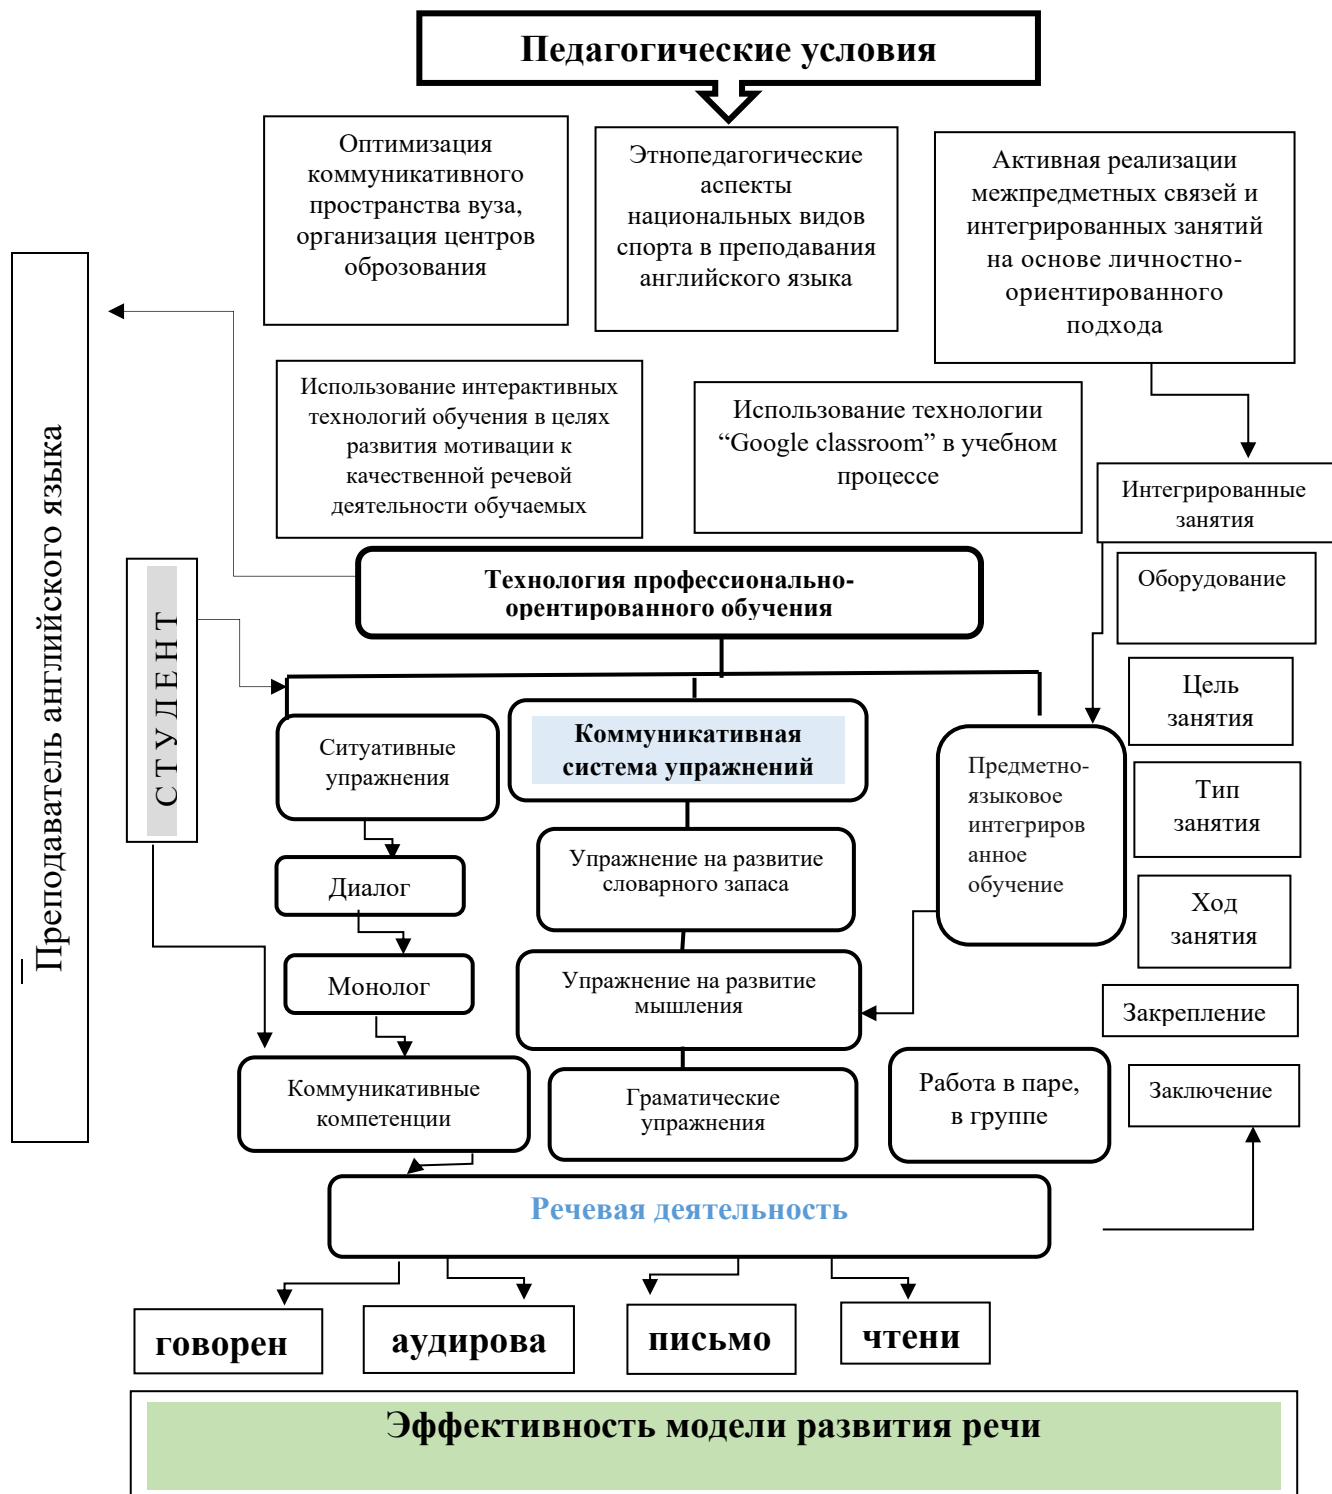 Педагогические условия
Оптимизация
коммуникативного
пространства вуза,
организация центров
оброзования
Этнопедагогические
аспекты
национальных видов
спорта в преподавания
английского языка
Активная реализации
межпредметных связей и
интегрированных занятий
на основе личностно-
ориентированного
подхода
Преподаватель английского языка
Использование интерактивных
технологий обучения в целях
развития мотивации к
качественной речевой
деятельности обучаемых
Использование технологии
“Google classroom” в учебном
процессе
Интегрированные
занятия
Оборудование
Цель
занятия
Тип
занятия
Ход
занятия
Закрепление
Заключение
СТУДЕНТ
Технология профессионально-
орентированного обучения
Ситуативные
упражнения
Диалог
Монолог
Коммуникативные
компетенции
Коммуникативная
система упражнений
Упражнение на развитие
словарного запаса
Упражнение на развитие
мышления
Граматические
упражнения
Предметно-
языковое
интегриров
анное
обучение
Работа в паре,
в группе
Речевая деятельность
говорен
аудирова
письмо
чтени
Эффективность модели развития речи